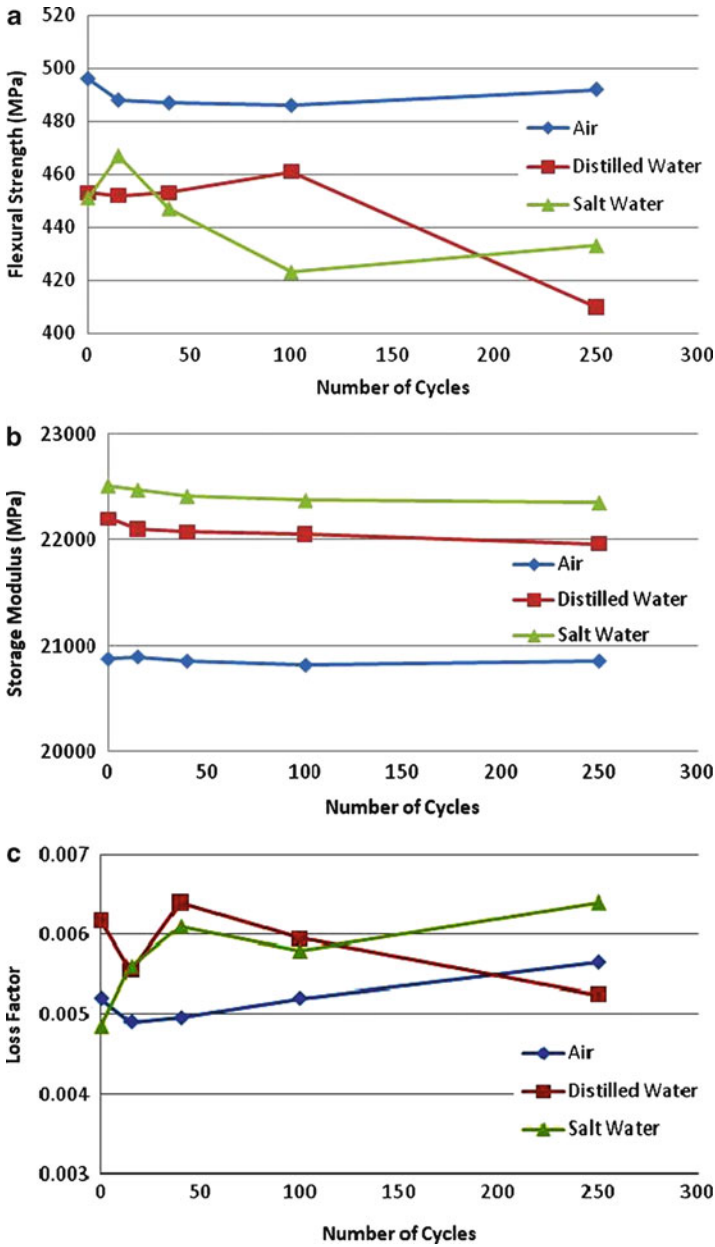 a
520
500
480
460
440
420
400
Flexural Strength (MPa)
Air
Distilled Water
Salt Water
0 50 100 150 200 250 300
Number of Cycles
b
23000
22000
21000
20000
Storage Modulus (MPa)
Air
Distilled Water
Salt Water
0 50 100 150 200 250 300
Number of Cycles
c
0.007
0.006
0.005
0.004
0.003
Loss Factor
Air
Distilled Water
Salt Water
0 50 100 150 200 250 300
Number of Cycles